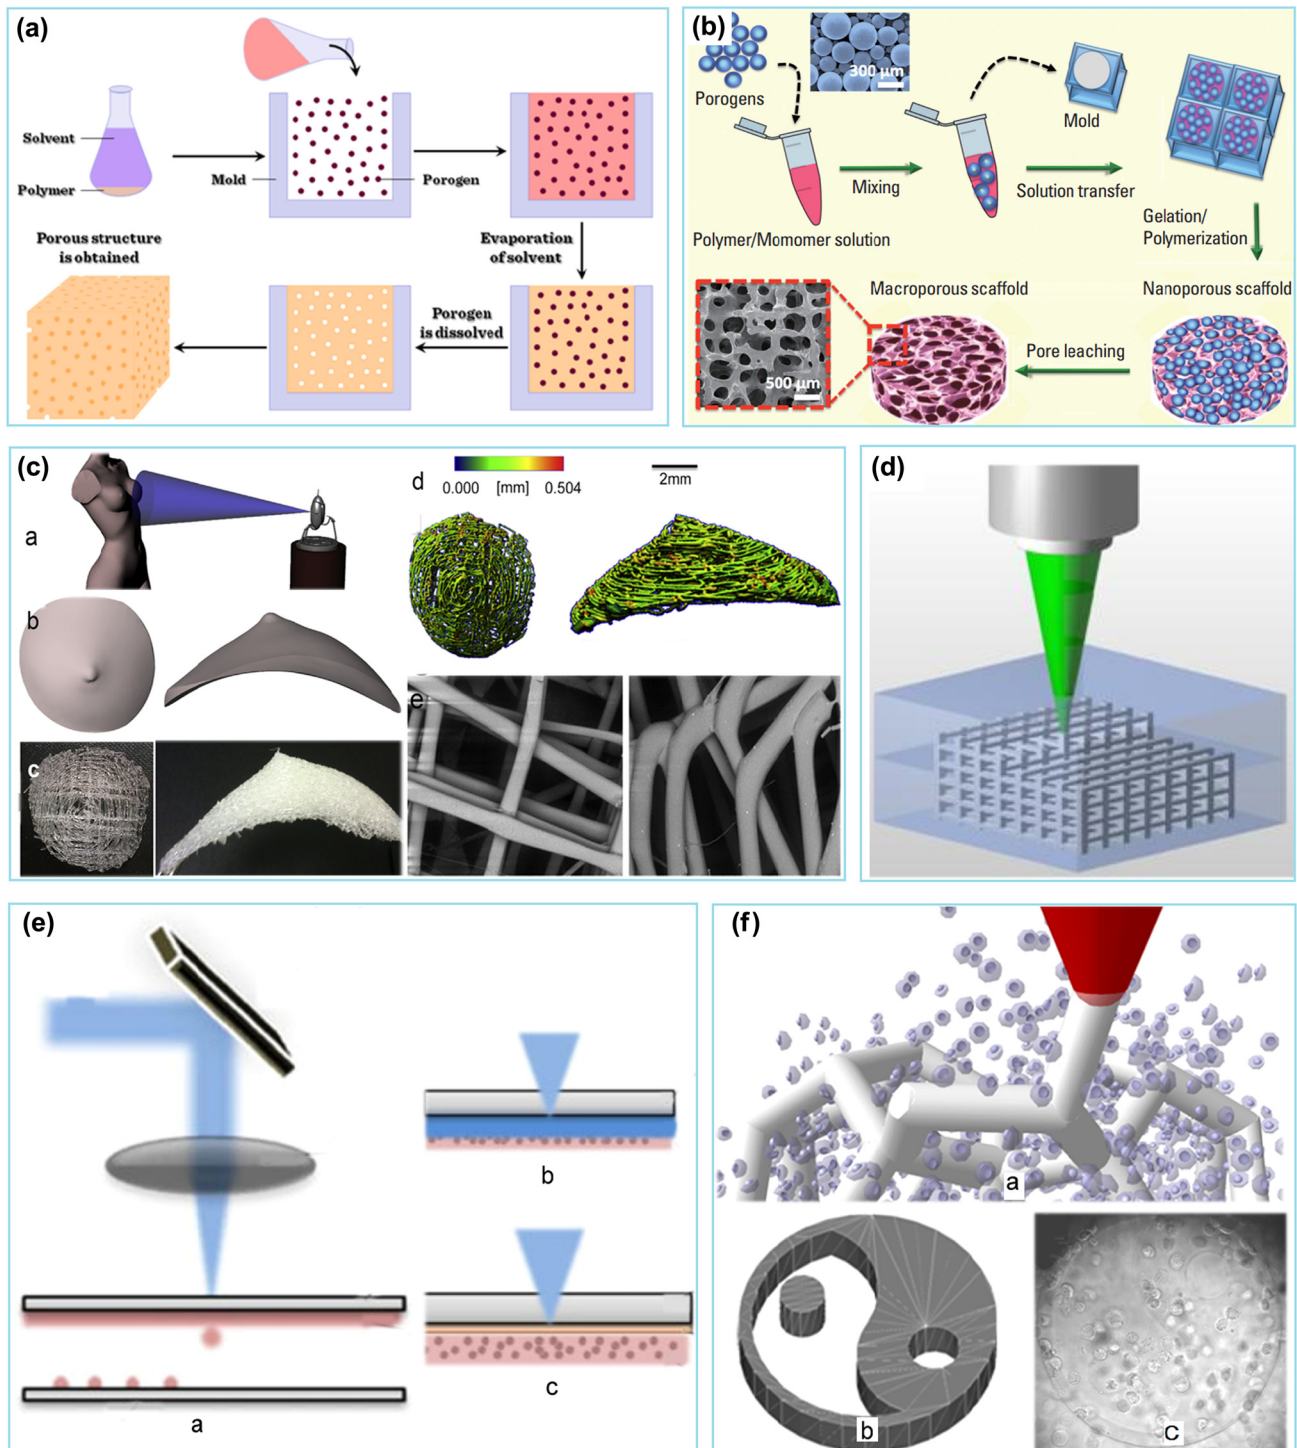 (a)
Solvent
Polymer
Mold
Porogen
Evaporation
of solvent
Porogen
is dissolved
Porous structure
is obtained
(b)
300 µm
Porogens
Mold
Mixing
Solution transfer
Polymer/Momomer solution
Gelation/
Polymerization
Macroporous scaffold
Nanoporous scaffold
Pore leaching
500 µm
(c)
a
b
c
d
0.000 [mm] 0.504
2mm
e
(d)
(e)
a
b
c
(f)
a
b
c